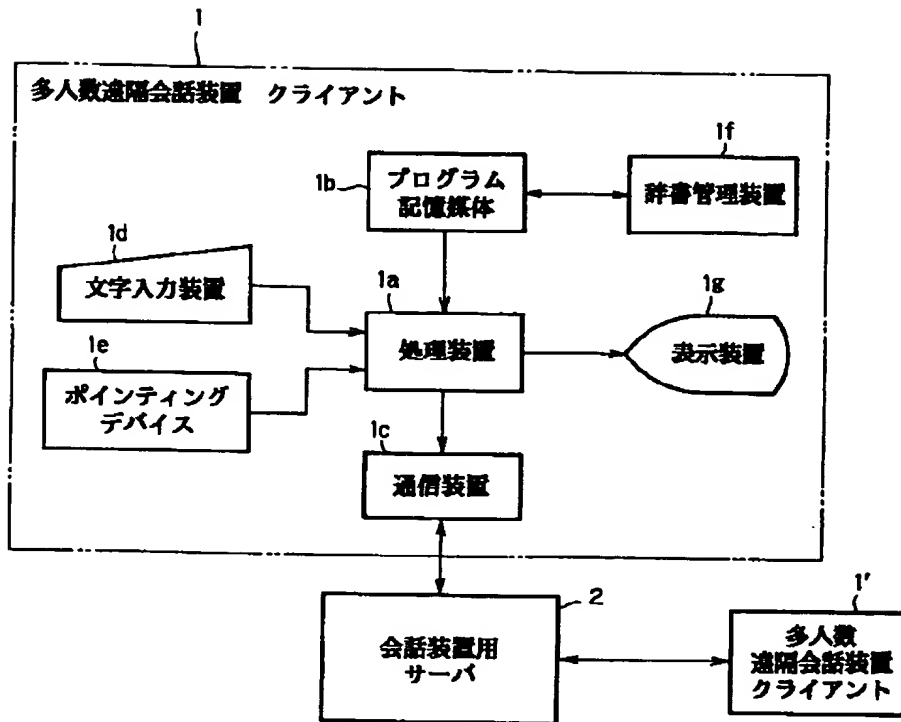 1
多人数遠隔会話装置 クライアント
1f
1b
プログラム
記憶媒体
辞書管理装置
1d
文字入力装置
1a
処理装置
1g
表示装置
1e
ポインティング
デバイス
1c
通信装置
2
会話装置用
サーバ
1'
多人数
遠隔会話装置
クライアント